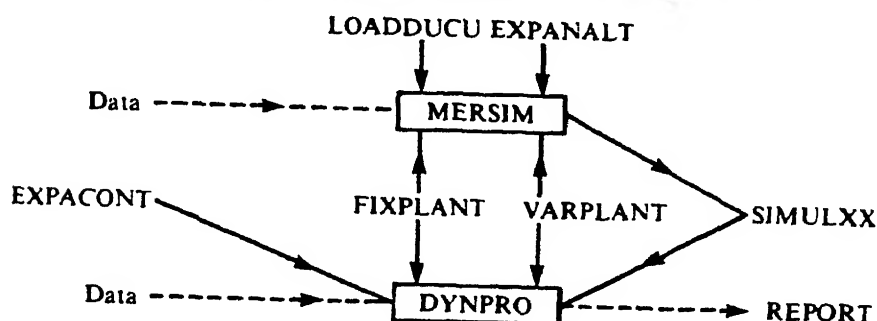 LOADDUCU EXPANALT
Data
MERSIM
EXPACONT
FIXPLANT
VARPLANT
SIMULXX
Data
DYNPRO
REPORT